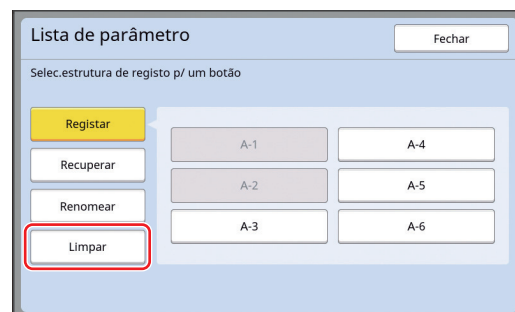 Lista de parâmetro
Fechar
Selec.estrutura de registo p/ um botão
Registar
Recuperar
Renomear
Limpar
A-1
A-4
A-2
A-5
A-3
A-6